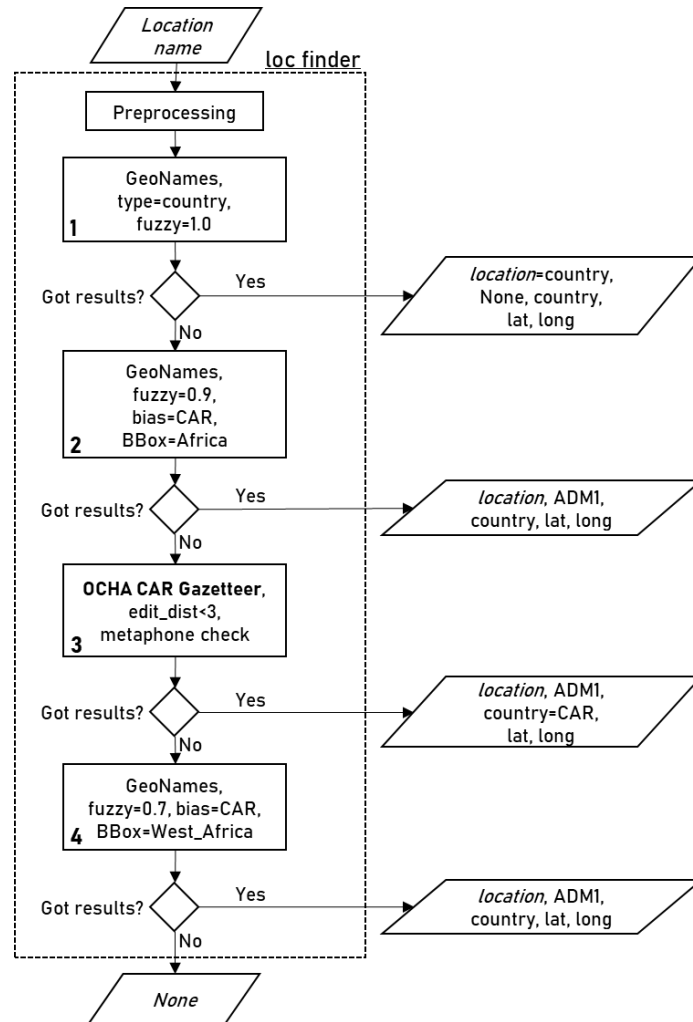 Location
name
loc finder
Preprocessing
GeoNames,
type=country,
fuzzy=1.0
1
Got results?
Yes
location=country,
None, country,
lat, long
No
GeoNames,
fuzzy=0.9,
bias=CAR,
BBox=Africa
2
Got results?
Yes
location, ADM1,
country, lat, long
No
OCHA CAR Gazetteer,
edit_dist<3,
metaphone check
3
Got results?
Yes
location, ADM1,
country=CAR,
lat, long
No
GeoNames,
fuzzy=0.7, bias=CAR,
BBox=West_Africa
4
Got results?
Yes
location, ADM1,
country, lat, long
No
None